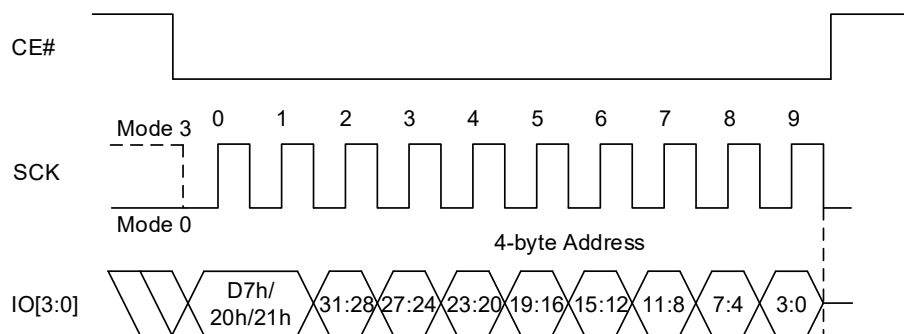 CE#
Mode 3 0 1 2 3 4 5 6 7 8 9
SCK
Mode 0
4-byte Address
IO[3:0] D7h/ 31:28 27:24 23:20 19:16 15:12 11:8 7:4 3:0
20h/21h